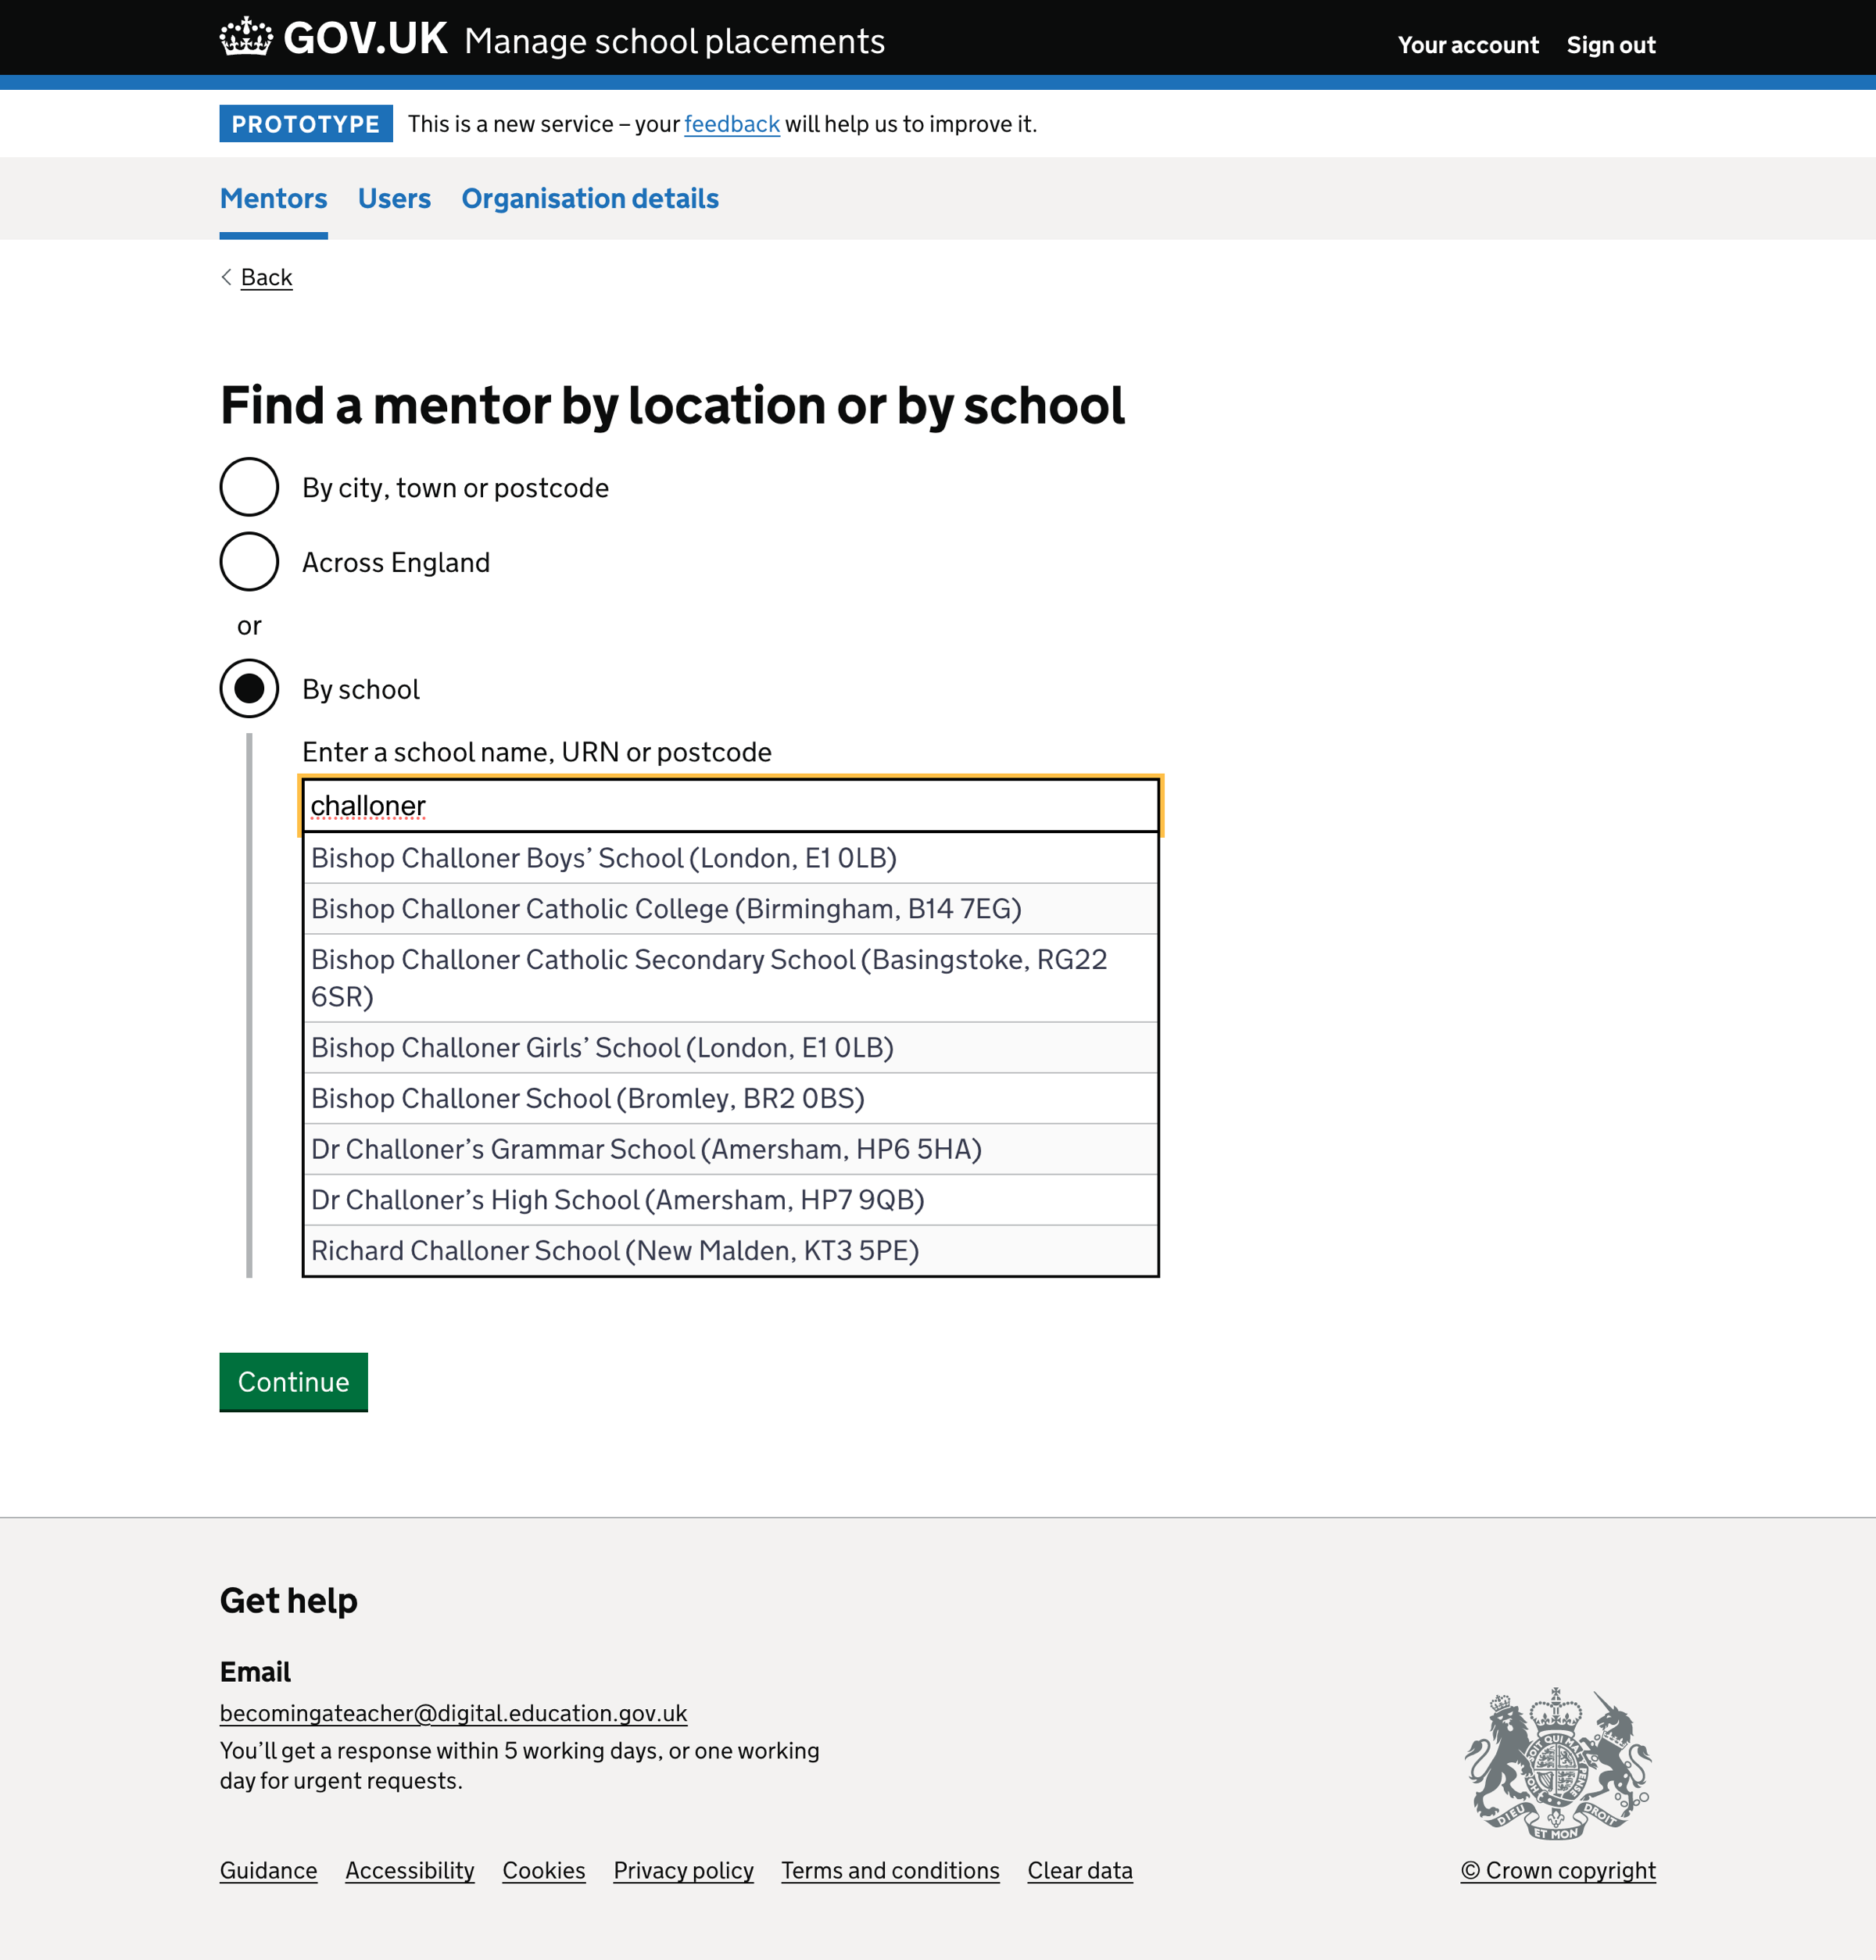 GOV.UK Manage school placements
Your account Sign out
PROTOTYPE This is a new service – your feedback will help us to improve it.
Mentors Users Organisation details
Back
Find a mentor by location or by school
By city, town or postcode
Across England
or
By school
Enter a school name, URN or postcode
challoner
Bishop Challoner Boys’ School (London, E1 0LB)
Bishop Challoner Catholic College (Birmingham, B14 7EG)
Bishop Challoner Catholic Secondary School (Basingstoke, RG22
6SR)
Bishop Challoner Girls’ School (London, E1 0LB)
Bishop Challoner School (Bromley, BR2 0BS)
Dr Challoner’s Grammar School (Amersham, HP6 5HA)
Dr Challoner’s High School (Amersham, HP7 9QB)
Richard Challoner School (New Malden, KT3 5PE)
Continue
Get help
Email
becomingateacher@digital.education.gov.uk
You’ll get a response within 5 working days, or one working
day for urgent requests.
DIEU ET MON DROIT
Guidance Accessibility Cookies Privacy policy Terms and conditions Clear data
© Crown copyright